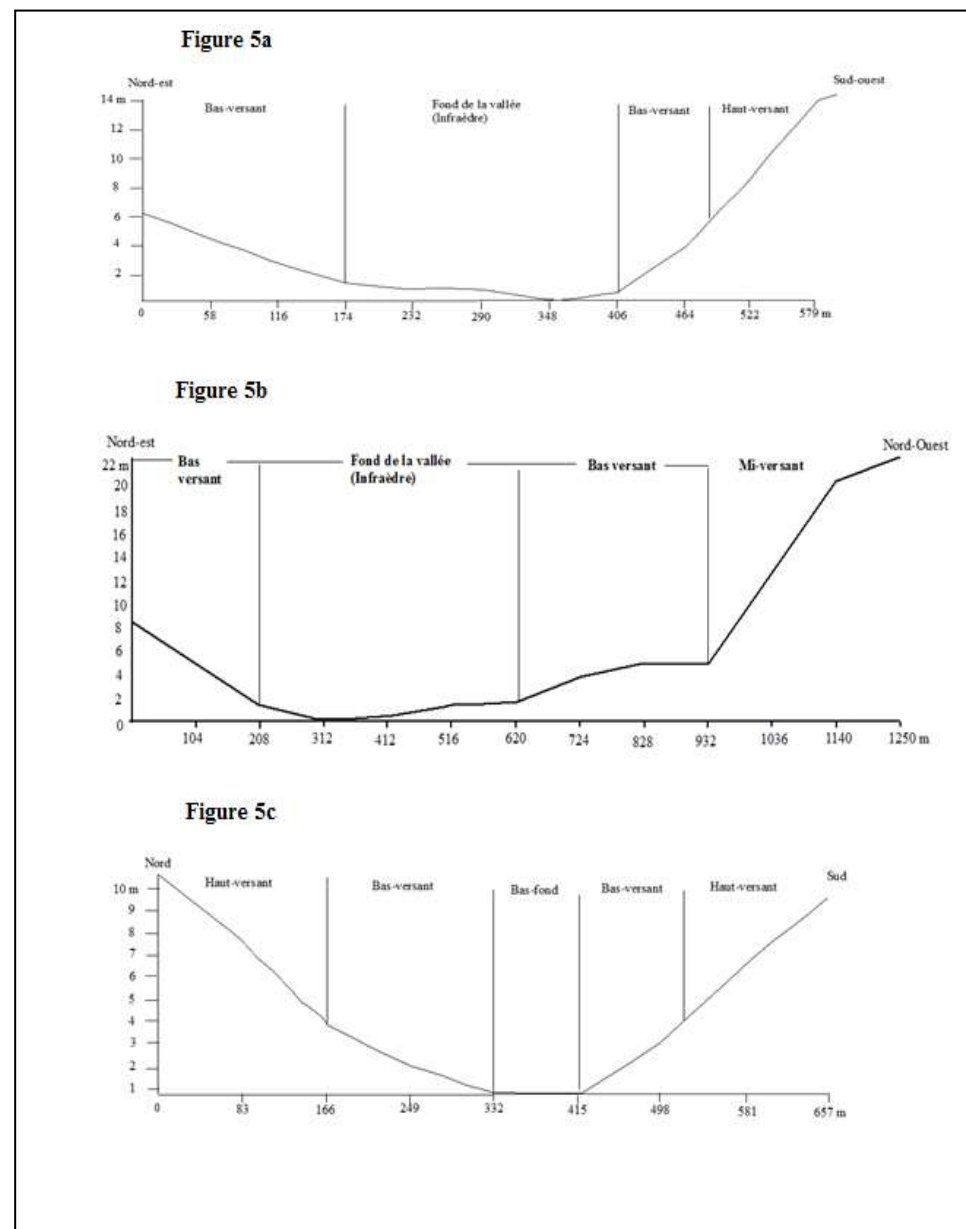 Figure 5a
Nord-est
Sud-ouest
14 m
Bas-versant
Fond de la vallée
(Infraèdre)
Bas-versant
Haut-versant
12
10
8
6
4
2
0 58 116 174 232 290 348 406 464 522 579 m
Figure 5b
Nord-est
Nord-Ouest
22 m
Bas
versant
Fond de la vallée
(Infraèdre)
Bas versant
Mi-versant
20
18
16
14
12
10
8
6
4
2
0
104 208 312 412 516 620 724 828 932 1036 1140 1250 m
Figure 5c
Nord
Sud
Haut-versant
Bas-versant
Bas-fond
Bas-versant
Haut-versant
10 m
9
8
7
6
5
4
3
2
1
0 83 166 249 332 415 498 581 657 m